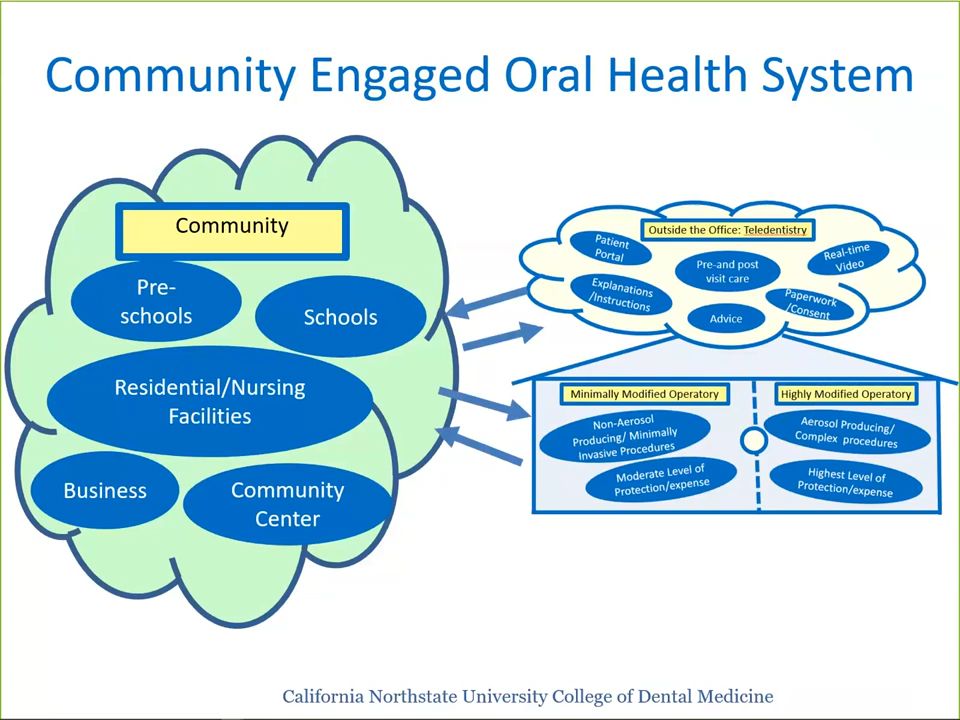 Community Engaged Oral Health System
Community
Pre-
schools
Schools
Residential/Nursing
Facilities
Business
Community
Center
Outside the Office: Teledentistry
Patient
Portal
Pre-and post
visit care
Real-time
Video
Explanations
/Instructions
Advice
Paperwork
/Consent
Minimally Modified Operatory
Highly Modified Operatory
Non-Aerosol
Producing/ Minimally
Invasive Procedures
Moderate Level of
Protection/expense
Aerosol Producing/
Complex procedures
Highest Level of
Protection/expense
California Northstate University College of Dental Medicine